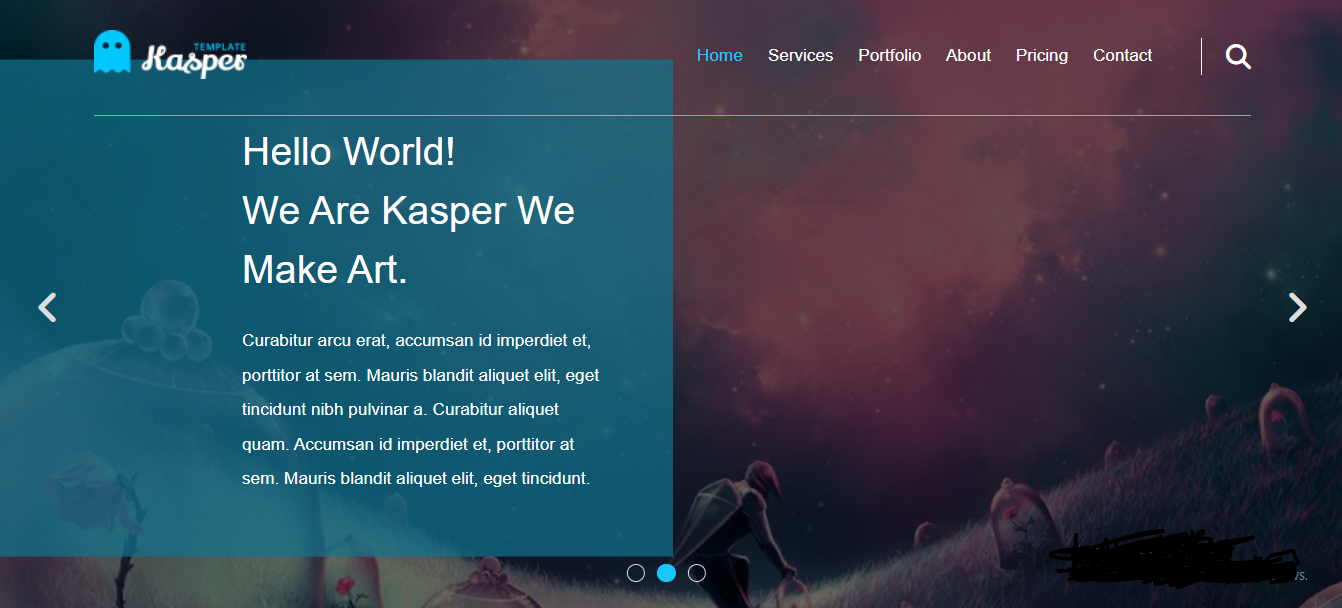 TEMPLATE
Kasper
Home Services Portfolio About Pricing Contact
Hello World!
We Are Kasper We
Make Art.
Curabitur arcu erat, accumsan id imperdiet et,
porttitor at sem. Mauris blandit aliquet elit, eget
tincidunt nibh pulvinar a. Curabitur aliquet
quam. Accumsan id imperdiet et, porttitor at
sem. Mauris blandit aliquet elit, eget tincidunt.